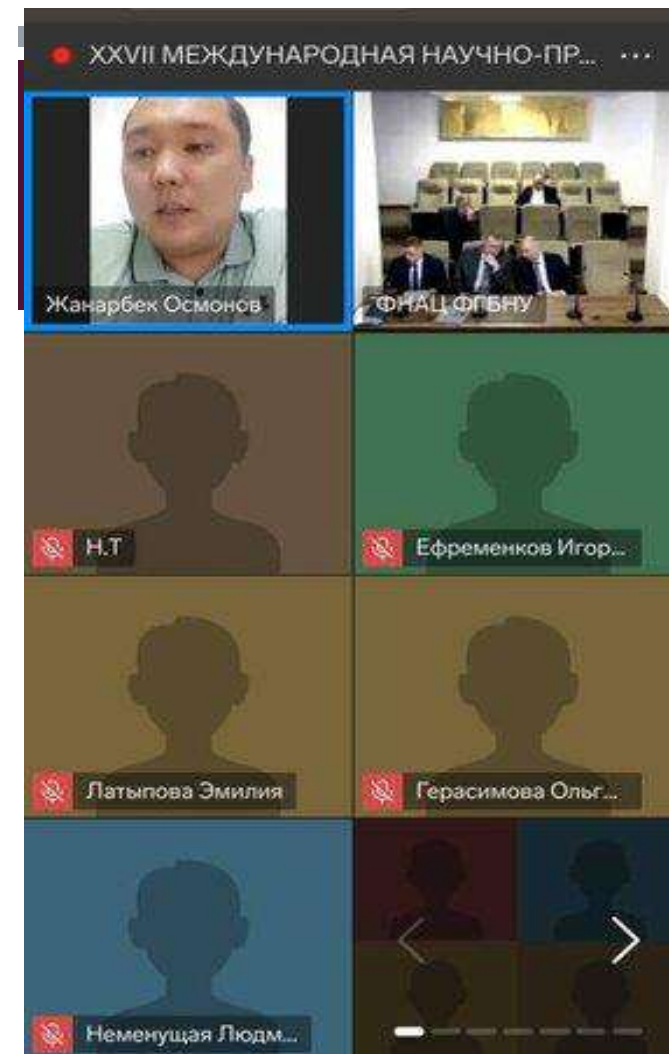 XXVII МЕЖДУНАРОДНАЯ НАУЧНО-ПР...
Жанарбек Осмонов
ФНАЦ ФГБНУ
Н.Т
Ефременков Игор...
Латыпова Эмилия
Герасимова Ольг...
Неменущая Людм...